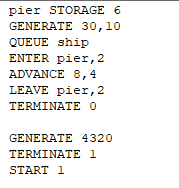 pier STORAGE 6
GENERATE 30,10
QUEUE ship
ENTER pier,2
ADVANCE 8,4
LEAVE pier,2
TERMINATE 0
GENERATE 4320
TERMINATE 1
START 1